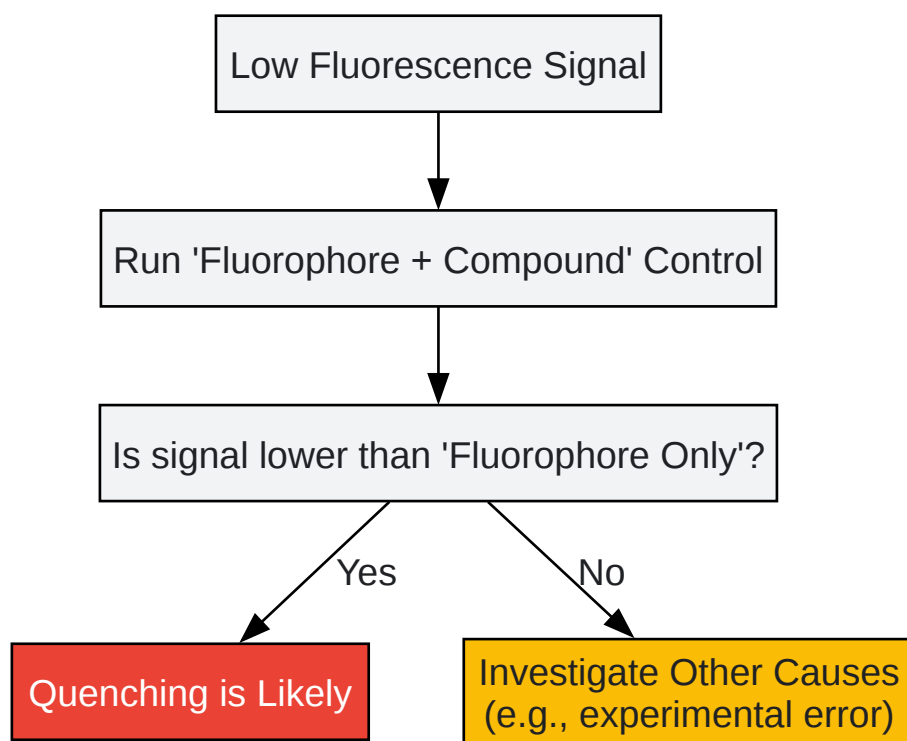 Low Fluorescence Signal
Run 'Fluorophore + Compound' Control
Is signal lower than 'Fluorophore Only'?
Yes
No
Quenching is Likely
Investigate Other Causes
(e.g., experimental error)